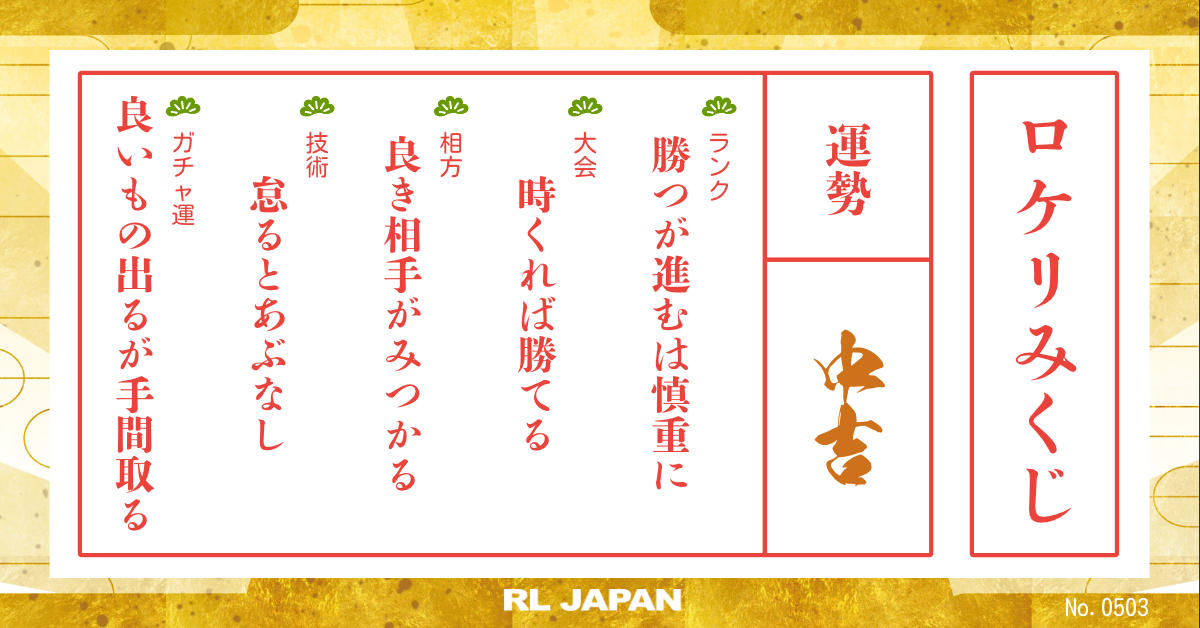 ロケリみくじ
運勢
中吉
ランク
勝つが進むは慎重に
大会
時くれば勝てる
相方
良き相手がみつかる
技術
怠るとあぶなし
ガチャ運
良いもの出るが手間取る
RL JAPAN
No. 0503